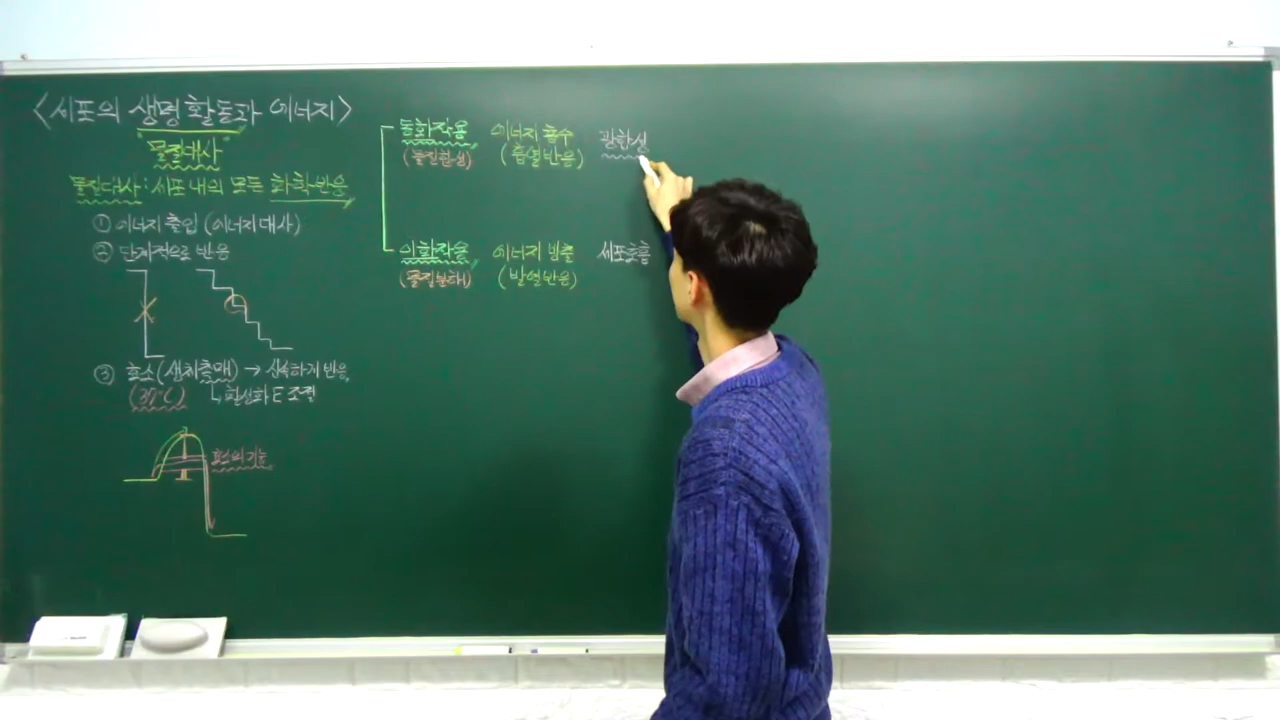 <세포의 생명 활동과 에너지>
물질대사
물질대사 : 세포 내의 모든 화학반응
① 에너지 출입 (에너지대사)
② 단계적으로 반응
③ 효소(생체촉매) → 신속하게 반응
(37℃) ↳ 활성화 E 조절
효소의 기능
동화작용 에너지 흡수 광합성
(물질합성) (흡열반응)
이화작용 에너지 방출 세포호흡
(물질분해) (발열반응)